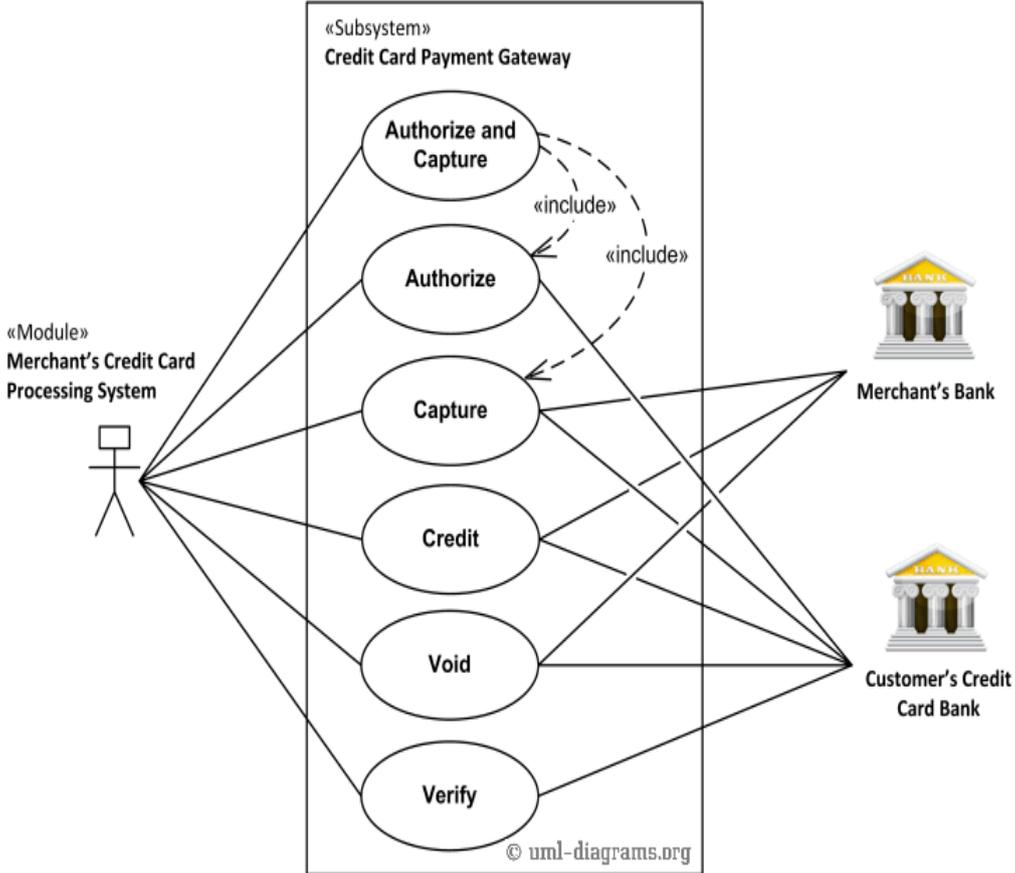 «Subsystem»
Credit Card Payment Gateway
Authorize and
Capture
«include»
Authorize
«include»
BANK
«Module»
Merchant's Credit Card
Processing System
Merchant's Bank
Capture
Credit
BANK
Void
Customer's Credit
Card Bank
Verify
© uml-diagrams.org